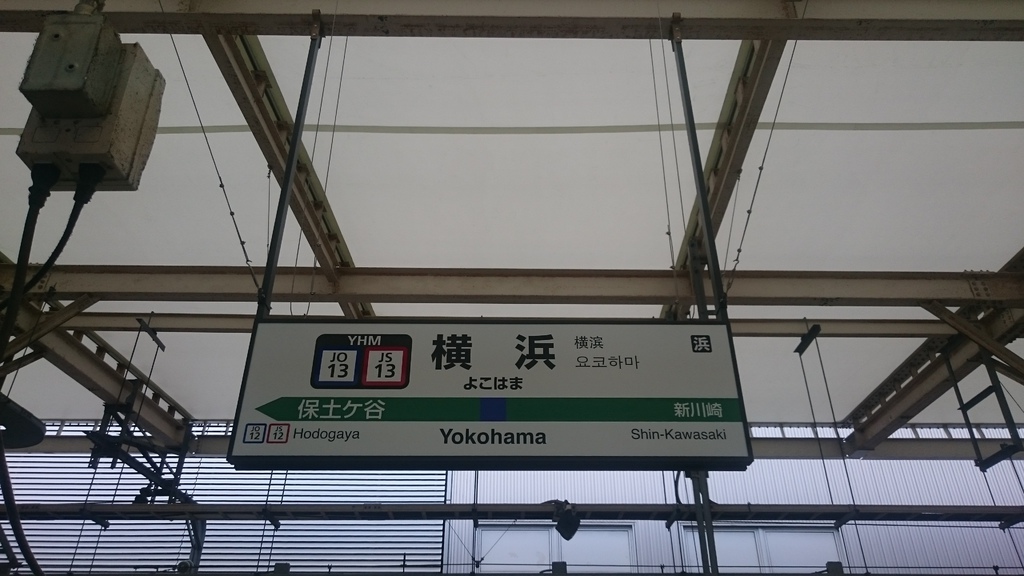 YHM
JO 13 JS 13
横浜
よこはま
横滨
요코하마
浜
保土ケ谷 新川崎
JO 12 JS 12 Hodogaya Yokohama Shin-Kawasaki